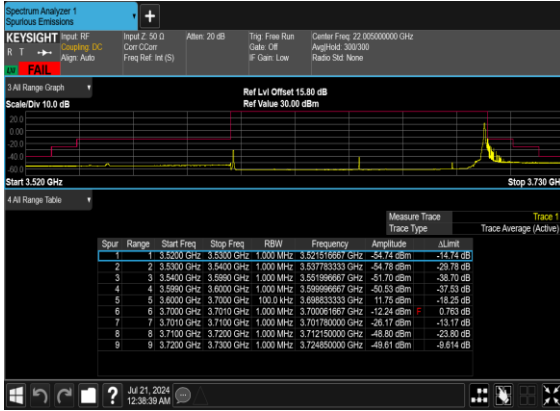 Spectrum Analyzer 1
Spurious Emissions
+
KEYSIGHT Input: RF Input Z: 50 Ω Atten: 20 dB Trig: Free Run Center Freq: 22.005000000 GHz
R T Coupling: DC Corr CCorr Gate: Off Avg|Hold: 300/300
Align: Auto Freq Ref: Int (S) IF Gain: Low Radio Std: None
FAIL
3 All Range Graph
Ref Lvl Offset 15.80 dB
Scale/Div 10.0 dB Ref Value 30.00 dBm
20.0
0.00
-20.0
-40.0
-60.0
Start 3.520 GHz Stop 3.730 GH
4 All Range Table
Measure Trace Trace 1
Trace Type Trace Average (Active)
Spur Range Start Freq Stop Freq RBW Frequency Amplitude ΔLimit
1 1 3.5200 GHz 3.5300 GHz 1.000 MHz 3.521516667 GHz -54.74 dBm -14.74 dB
2 2 3.5300 GHz 3.5400 GHz 1.000 MHz 3.537783333 GHz -54.78 dBm -29.78 dB
3 3 3.5400 GHz 3.5990 GHz 1.000 MHz 3.551996667 GHz -51.70 dBm -38.70 dB
4 4 3.5990 GHz 3.6000 GHz 1.000 MHz 3.599996667 GHz -50.53 dBm -37.53 dB
5 5 3.6000 GHz 3.7000 GHz 100.0 kHz 3.698833333 GHz 11.75 dBm -18.25 dB
6 6 3.7000 GHz 3.7010 GHz 1.000 MHz 3.700061667 GHz -12.24 dBm F 0.763 dB
7 7 3.7010 GHz 3.7100 GHz 1.000 MHz 3.701780000 GHz -26.17 dBm -13.17 dB
8 8 3.7100 GHz 3.7200 GHz 1.000 MHz 3.712150000 GHz -48.80 dBm -23.80 dB
9 9 3.7200 GHz 3.7300 GHz 1.000 MHz 3.724850000 GHz -49.61 dBm -9.614 dB
?
Jul 21, 2024
12:38:39 AM